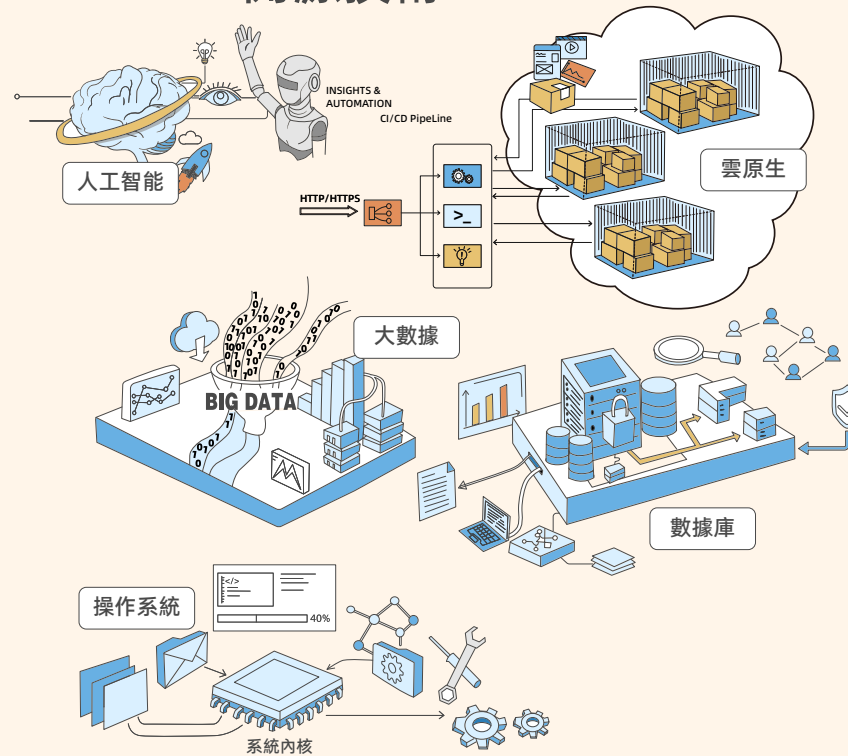 INSIGHTS &
AUTOMATION
CI/CD PipeLine
人工智能
雲原生
HTTP/HTTPS
>_
大數據
BIG DATA
數據庫
操作系統
</>
40%
系統內核